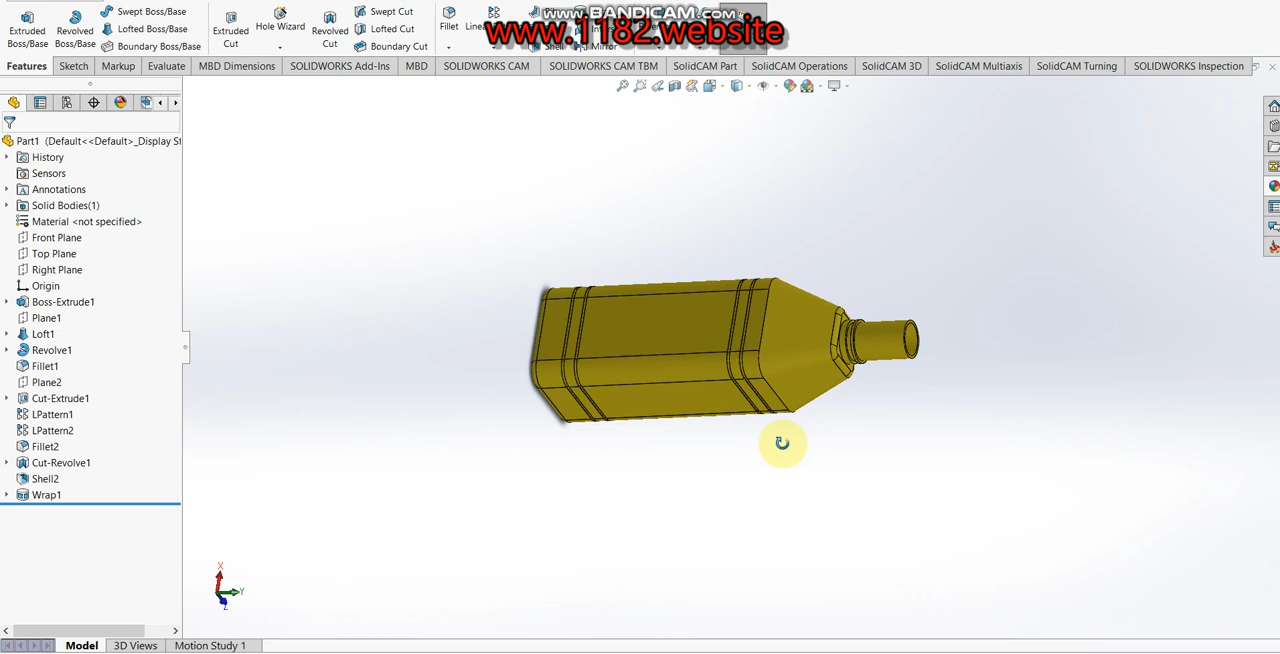 www.BANDICAM.com
www.1182.website
Extruded Boss/Base
Revolved Boss/Base
Swept Boss/Base
Lofted Boss/Base
Boundary Boss/Base
Extruded Cut
Hole Wizard
Revolved Cut
Swept Cut
Lofted Cut
Boundary Cut
Fillet
Linea
Shell
Mirror
Features
Sketch
Markup
Evaluate
MBD Dimensions
SOLIDWORKS Add-Ins
MBD
SOLIDWORKS CAM
SOLIDWORKS CAM TBM
SolidCAM Part
SolidCAM Operations
SolidCAM 3D
SolidCAM Multiaxis
SolidCAM Turning
SOLIDWORKS Inspection
Part1 (Default<<Default>_Display St
History
Sensors
Annotations
Solid Bodies(1)
Material <not specified>
Front Plane
Top Plane
Right Plane
Origin
Boss-Extrude1
Plane1
Loft1
Revolve1
Fillet1
Plane2
Cut-Extrude1
LPattern1
LPattern2
Fillet2
Cut-Revolve1
Shell2
Wrap1
X
Y
Z
Model
3D Views
Motion Study 1